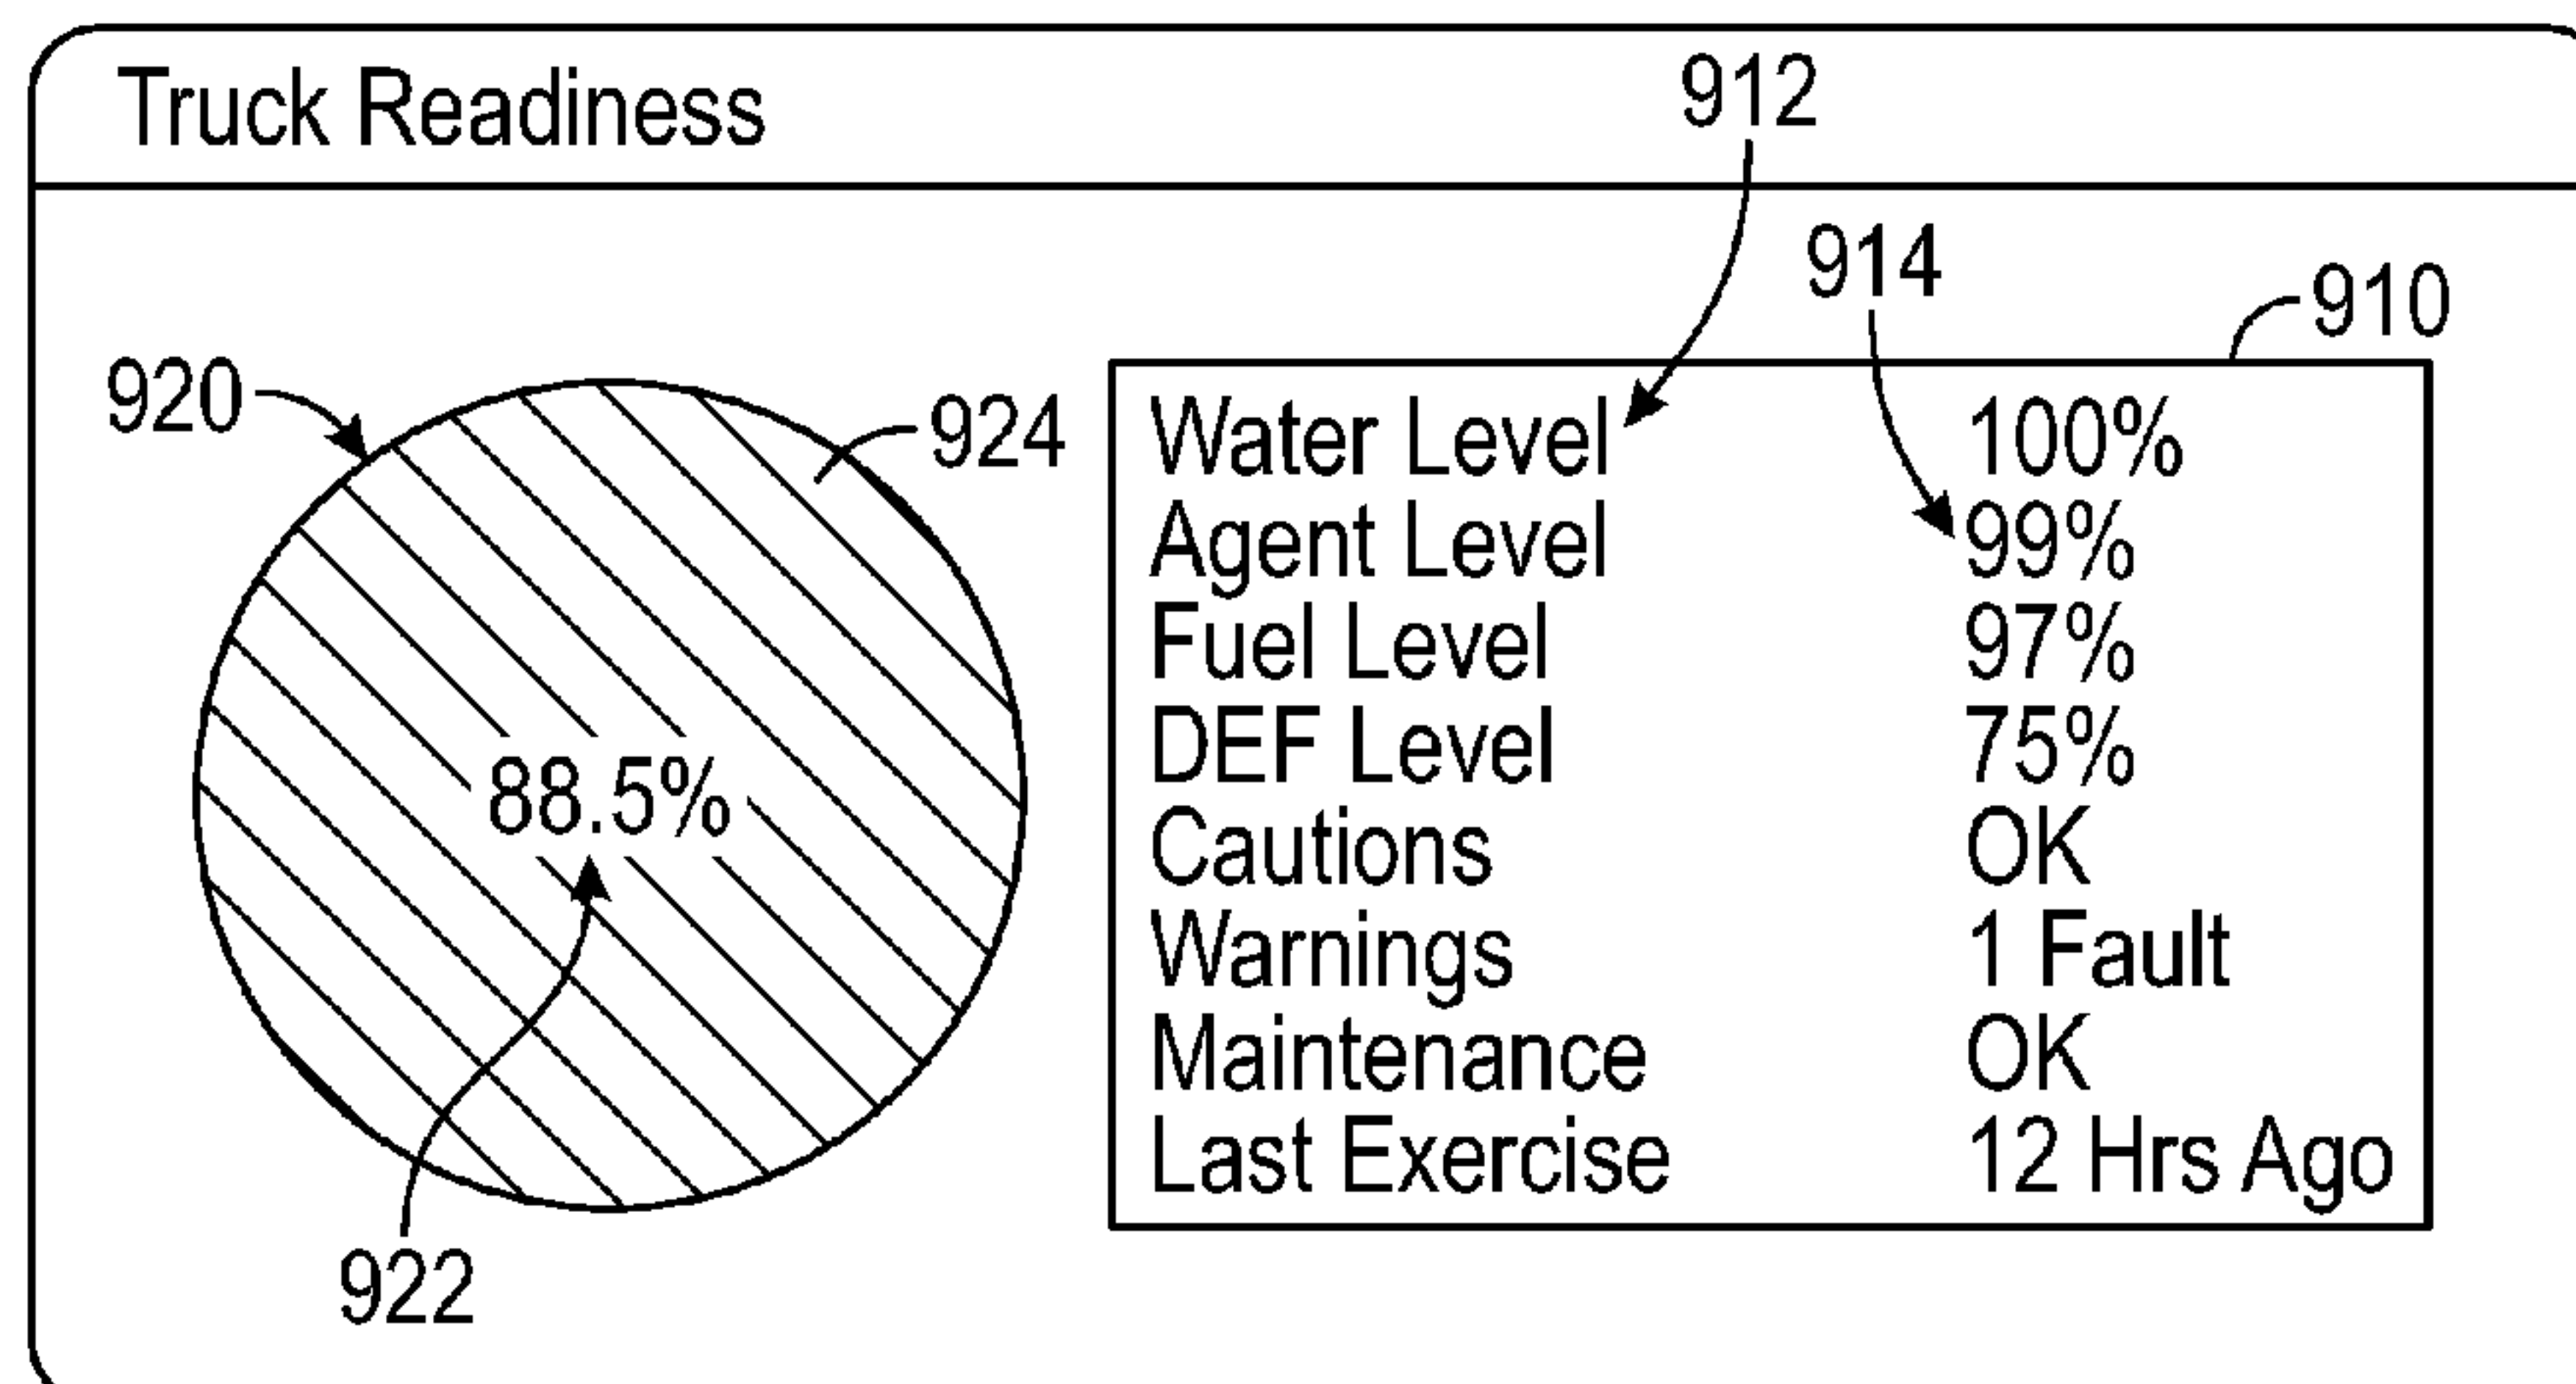 Truck Readiness
912
914
910
920
924
Water Level 100%
Agent Level 99%
Fuel Level 97%
DEF Level 75%
Cautions OK
Warnings 1 Fault
Maintenance OK
Last Exercise 12 Hrs Ago
88.5%
922